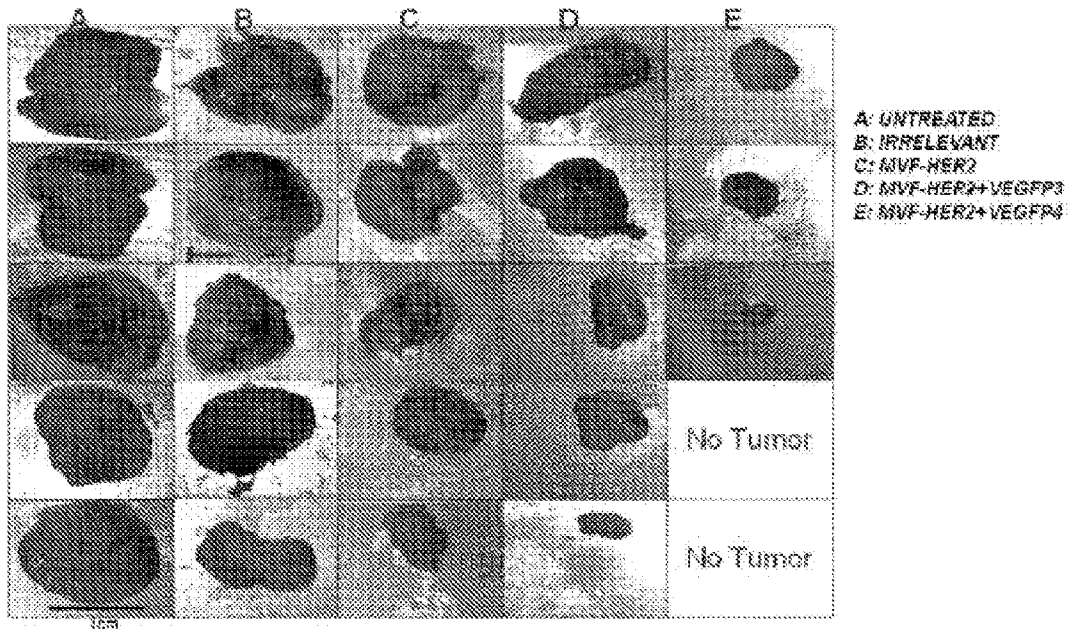 A B C D E
A: UNTREATED
B: IRRELEVANT
C: MVF-HER2
D: MVF-HER2+VEGFP3
E: MVF-HER2+VEGFP4
No Tumor
No Tumor